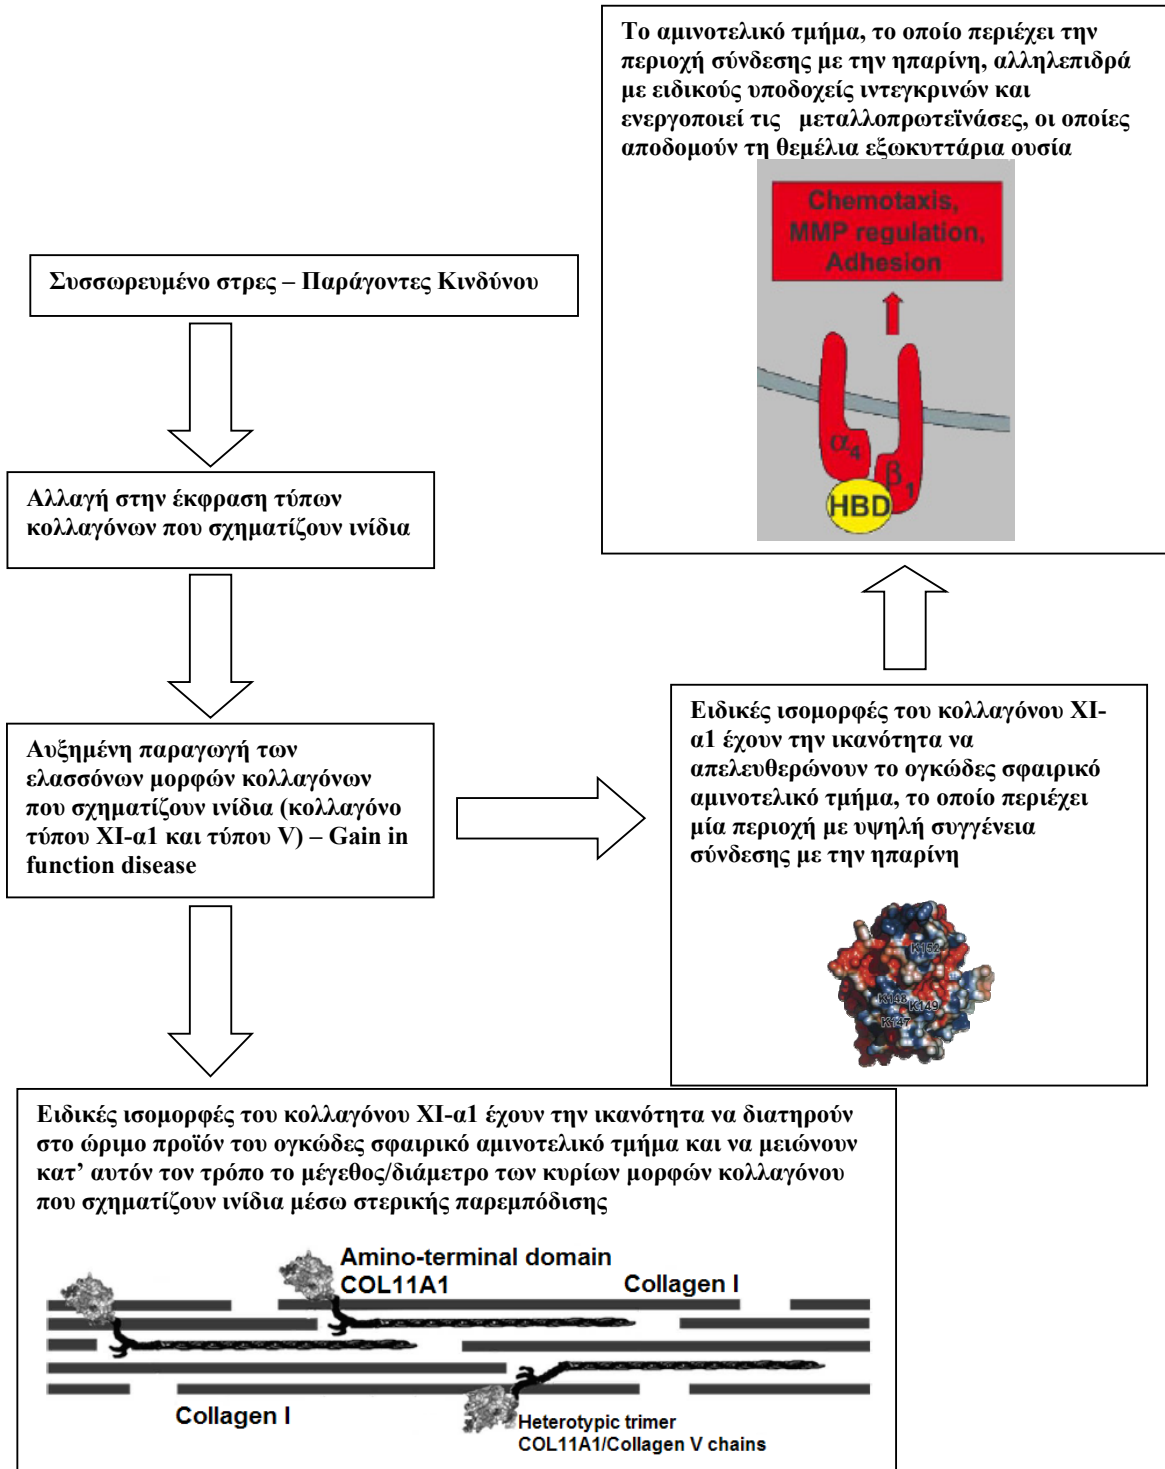 Συσσωρευμένο στρες – Παράγοντες Κινδύνου
Αλλαγή στην έκφραση τύπων
κολλαγόνων που σχηματίζουν ινίδια
Αυξημένη παραγωγή των
ελασσόνων μορφών κολλαγόνων
που σχηματίζουν ινίδια (κολλαγόνο
τύπου XI-α1 και τύπου V) – Gain in
function disease
Ειδικές ισομορφές του κολλαγόνου XI-
α1 έχουν την ικανότητα να
απελευθερώνουν το ογκώδες σφαιρικό
αμινοτελικό τμήμα, το οποίο περιέχει
μία περιοχή με υψηλή συγγένεια
σύνδεσης με την ηπαρίνη
K152
K148
K149
K147
Το αμινοτελικό τμήμα, το οποίο περιέχει την
περιοχή σύνδεσης με την ηπαρίνη, αλληλεπιδρά
με ειδικούς υποδοχείς ιντεγκρινών και
ενεργοποιεί τις μεταλλοπρωτεϊνάσες, οι οποίες
αποδομούν τη θεμέλια εξωκυττάρια ουσία
Chemotaxis,
MMP regulation,
Adhesion
α4
β1
HBD
Ειδικές ισομορφές του κολλαγόνου XI-α1 έχουν την ικανότητα να διατηρούν
στο ώριμο προϊόν του ογκώδες σφαιρικό αμινοτελικό τμήμα και να μειώνουν
κατ’ αυτόν τον τρόπο το μέγεθος/διάμετρο των κυρίων μορφών κολλαγόνου
που σχηματίζουν ινίδια μέσω στερικής παρεμπόδισης
Amino-terminal domain
COL11A1
Collagen I
Collagen I
Heterotypic trimer
COL11A1/Collagen V chains